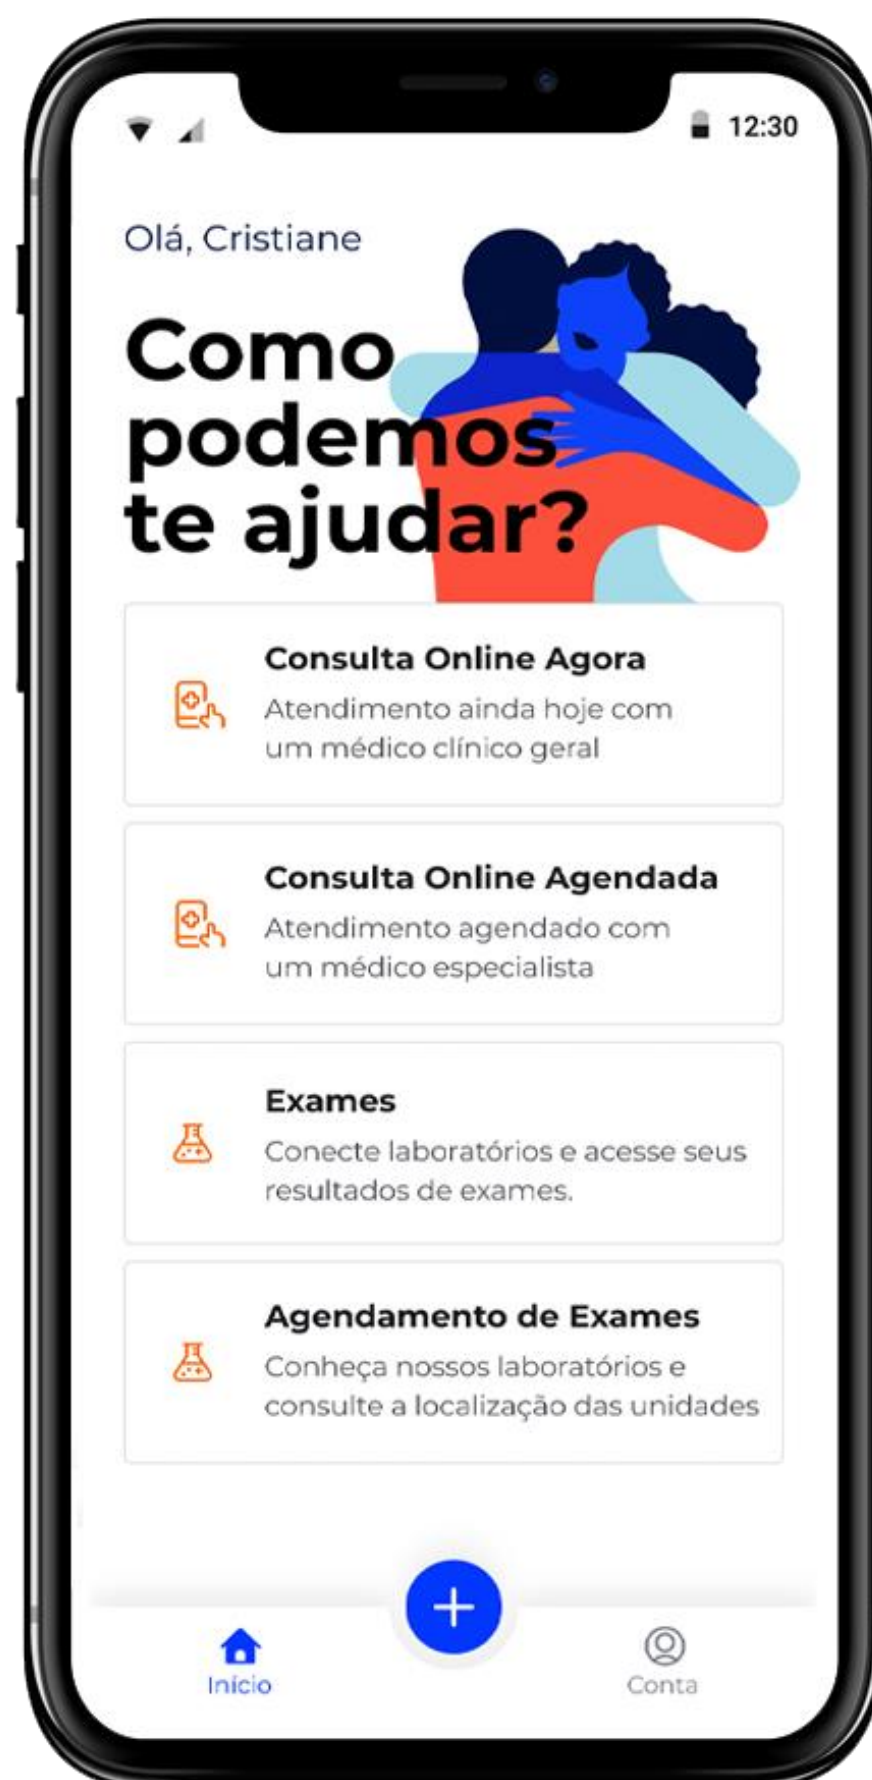 12:30
Olá, Cristiane
Como
podemos
te ajudar?
Consulta Online Agora
Atendimento ainda hoje com
um médico clínico geral
Consulta Online Agendada
Atendimento agendado com
um médico especialista
Exames
Conecte laboratórios e acesse seus
resultados de exames.
Agendamento de Exames
Conheça nossos laboratórios e
consulte a localização das unidades
Início
Conta